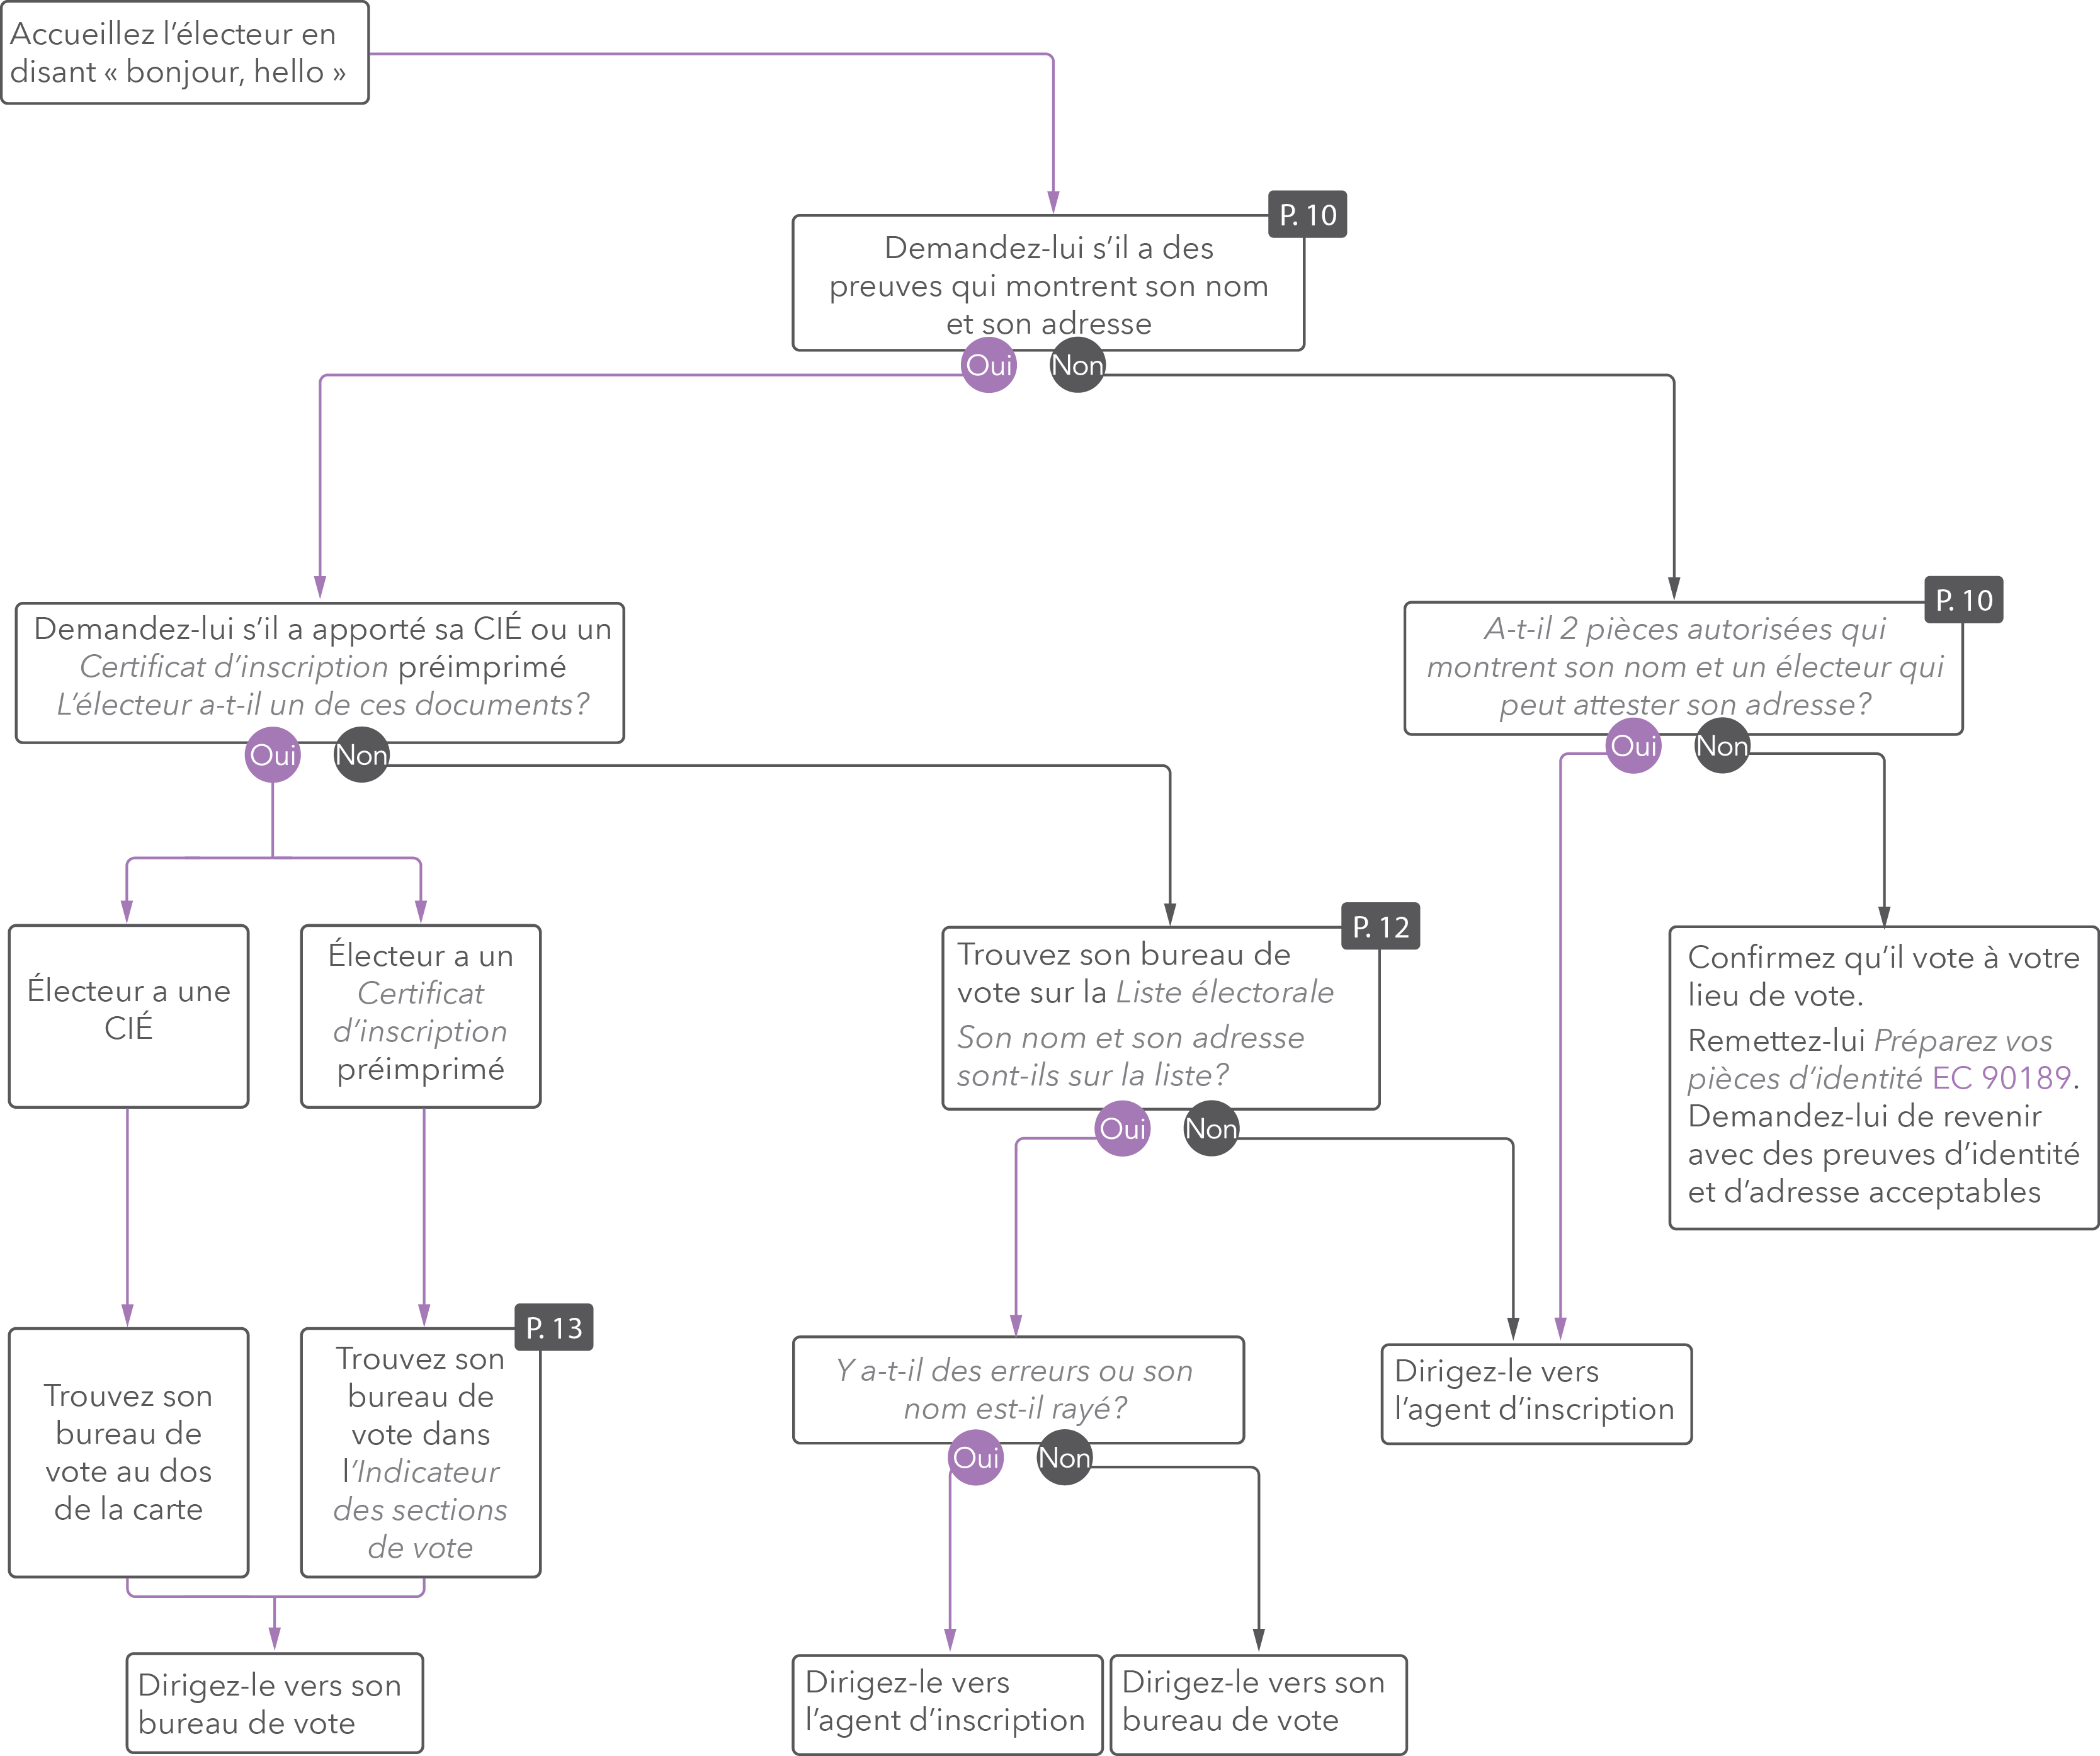 Accueillez l’électeur en
disant « bonjour, hello »
P. 10
Demandez-lui s’il a des
preuves qui montrent son nom
et son adresse
Oui
Non
Demandez-lui s’il a apporté sa CIÉ ou un
Certificat d’inscription préimprimé
L’électeur a-t-il un de ces documents?
Oui
Non
P. 10
A-t-il 2 pièces autorisées qui
montrent son nom et un électeur qui
peut attester son adresse?
Oui
Non
Électeur a une
CIÉ
Électeur a un
Certificat
d’inscription
préimprimé
P. 12
Trouvez son bureau de
vote sur la Liste électorale
Son nom et son adresse
sont-ils sur la liste?
Oui
Non
Confirmez qu’il vote à votre
lieu de vote.
Remettez-lui Préparez vos
pièces d’identité EC 90189.
Demandez-lui de revenir
avec des preuves d’identité
et d’adresse acceptables
Trouvez son
bureau de
vote au dos
de la carte
P. 13
Trouvez son
bureau de
vote dans
l’Indicateur
des sections
de vote
Y a-t-il des erreurs ou son
nom est-il rayé?
Oui
Non
Dirigez-le vers
l’agent d’inscription
Dirigez-le vers son
bureau de vote
Dirigez-le vers
l’agent d’inscription
Dirigez-le vers son
bureau de vote